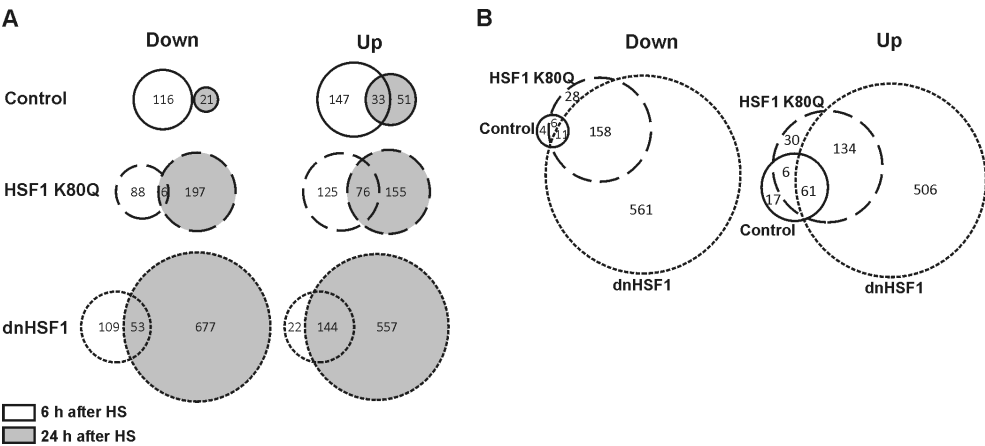 A
Down
Up
Control
116
21
147
33
51
HSF1 K80Q
88
6
197
125
76
155
dnHSF1
109
53
677
22
144
557
6 h after HS
24 h after HS
B
Down
Up
HSF1 K80Q
28
Control
4
6
11
158
561
dnHSF1
HSF1 K80Q
30
134
6
61
17
506
Control
dnHSF1